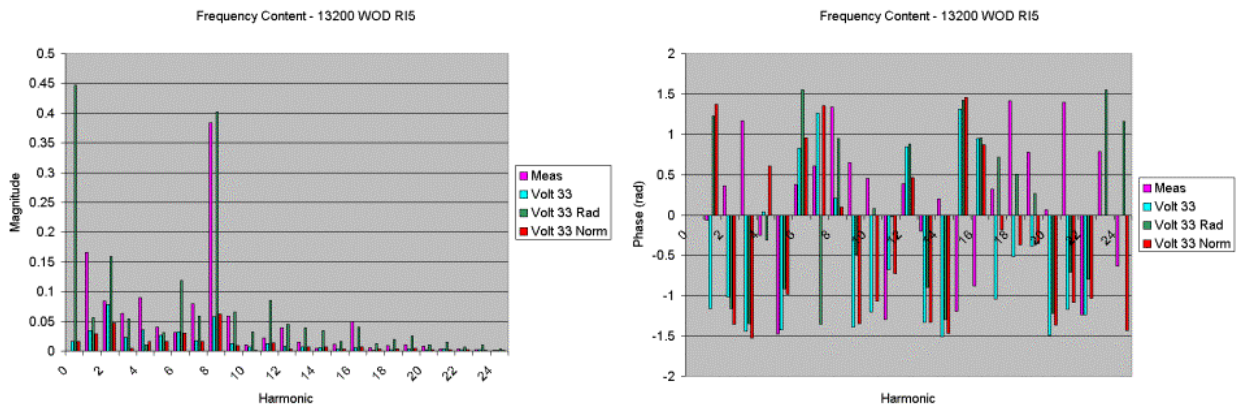 Frequency Content - 13200 WOD RI5
0.5
0.45
0.4
0.35
0.3
0.25
0.2
0.15
0.1
0.05
0
Magnitude
0 2 4 6 8 10 12 14 16 18 20 22 24
Harmonic
Meas
Volt 33
Volt 33 Rad
Volt 33 Norm
Frequency Content - 13200 WOD RI5
2
1.5
1
0.5
0
-0.5
-1
-1.5
-2
Phase (rad)
0 2 4 6 8 10 12 14 16 18 20 22 24
Harmonic
Meas
Volt 33
Volt 33 Rad
Volt 33 Norm